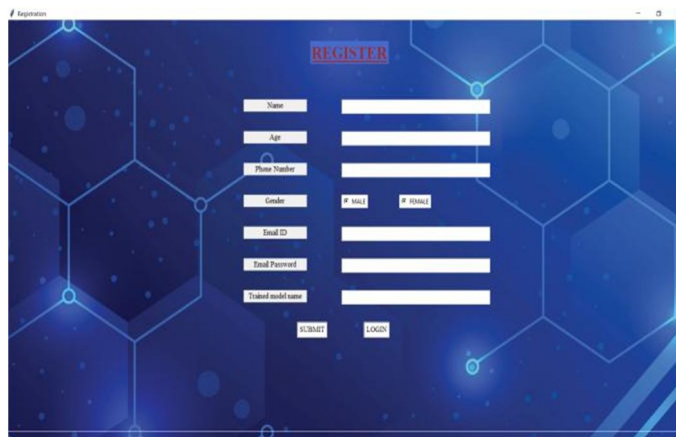 Registration
REGISTER
Name
Age
Phone Number
Gender MALE FEMALE
Email ID
Email Password
Trained model name
SUBMIT LOGIN